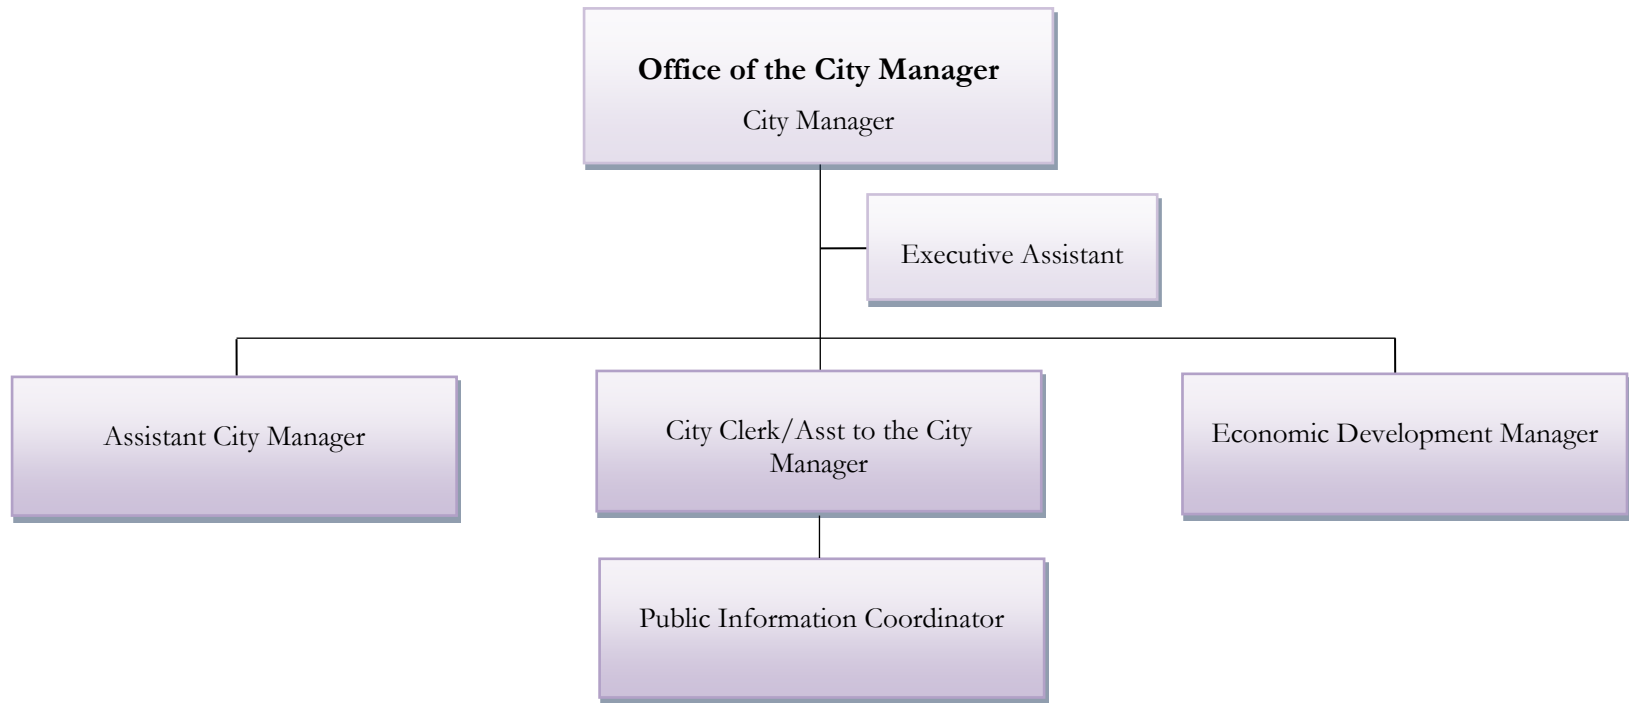 Office of the City Manager
City Manager
Executive Assistant
Assistant City Manager
City Clerk/Asst to the City
Manager
Economic Development Manager
Public Information Coordinator